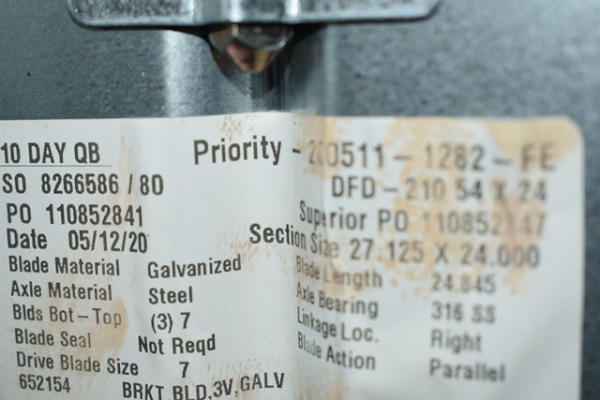 10 DAY QB Priority - 200511 - 1282 - FE
SO 8266586 / 80 DFD - 210 54 X 24
PO 110852841 Superior PO
Date 05/12/20 Section Size 27.125 X 24.000
Blade Material Galvanized Blade Length 24.845
Axle Material Steel Axle Bearing 316 SS
Blds Bot-Top (3) 7 Linkage Loc. Right
Blade Seal Not Reqd Blade Action Parallel
Drive Blade Size 7
652154 BRKT,BLD,3V,GALV